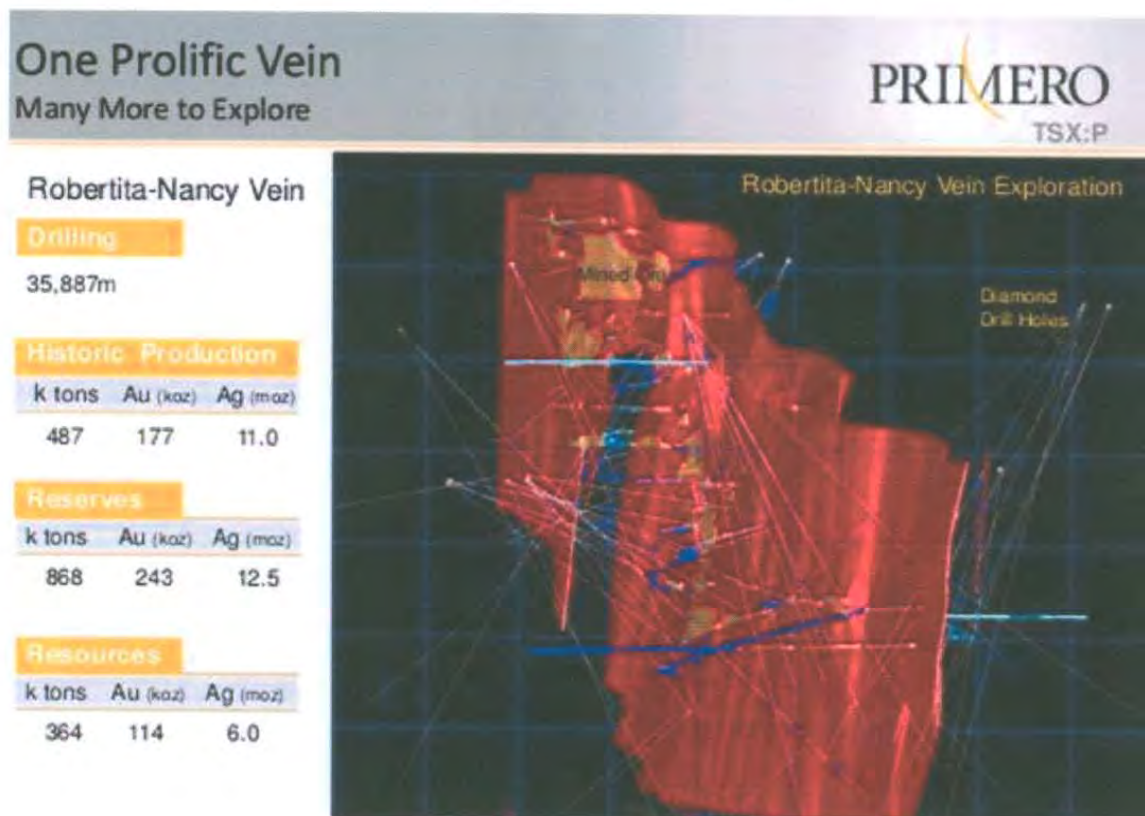 One Prolific Vein
Many More to Explore
PRIMERO
TSX:P
Robertita-Nancy Vein
Drilling
35,887m
Historic Production
k tons Au (koz) Ag (moz)
487 177 11.0
Reserves
k tons Au (koz) Ag (moz)
868 243 12.5
Resources
k tons Au (koz) Ag (moz)
364 114 6.0
Robertita-Nancy Vein Exploration
Mined Ore
Diamond
Drill Holes